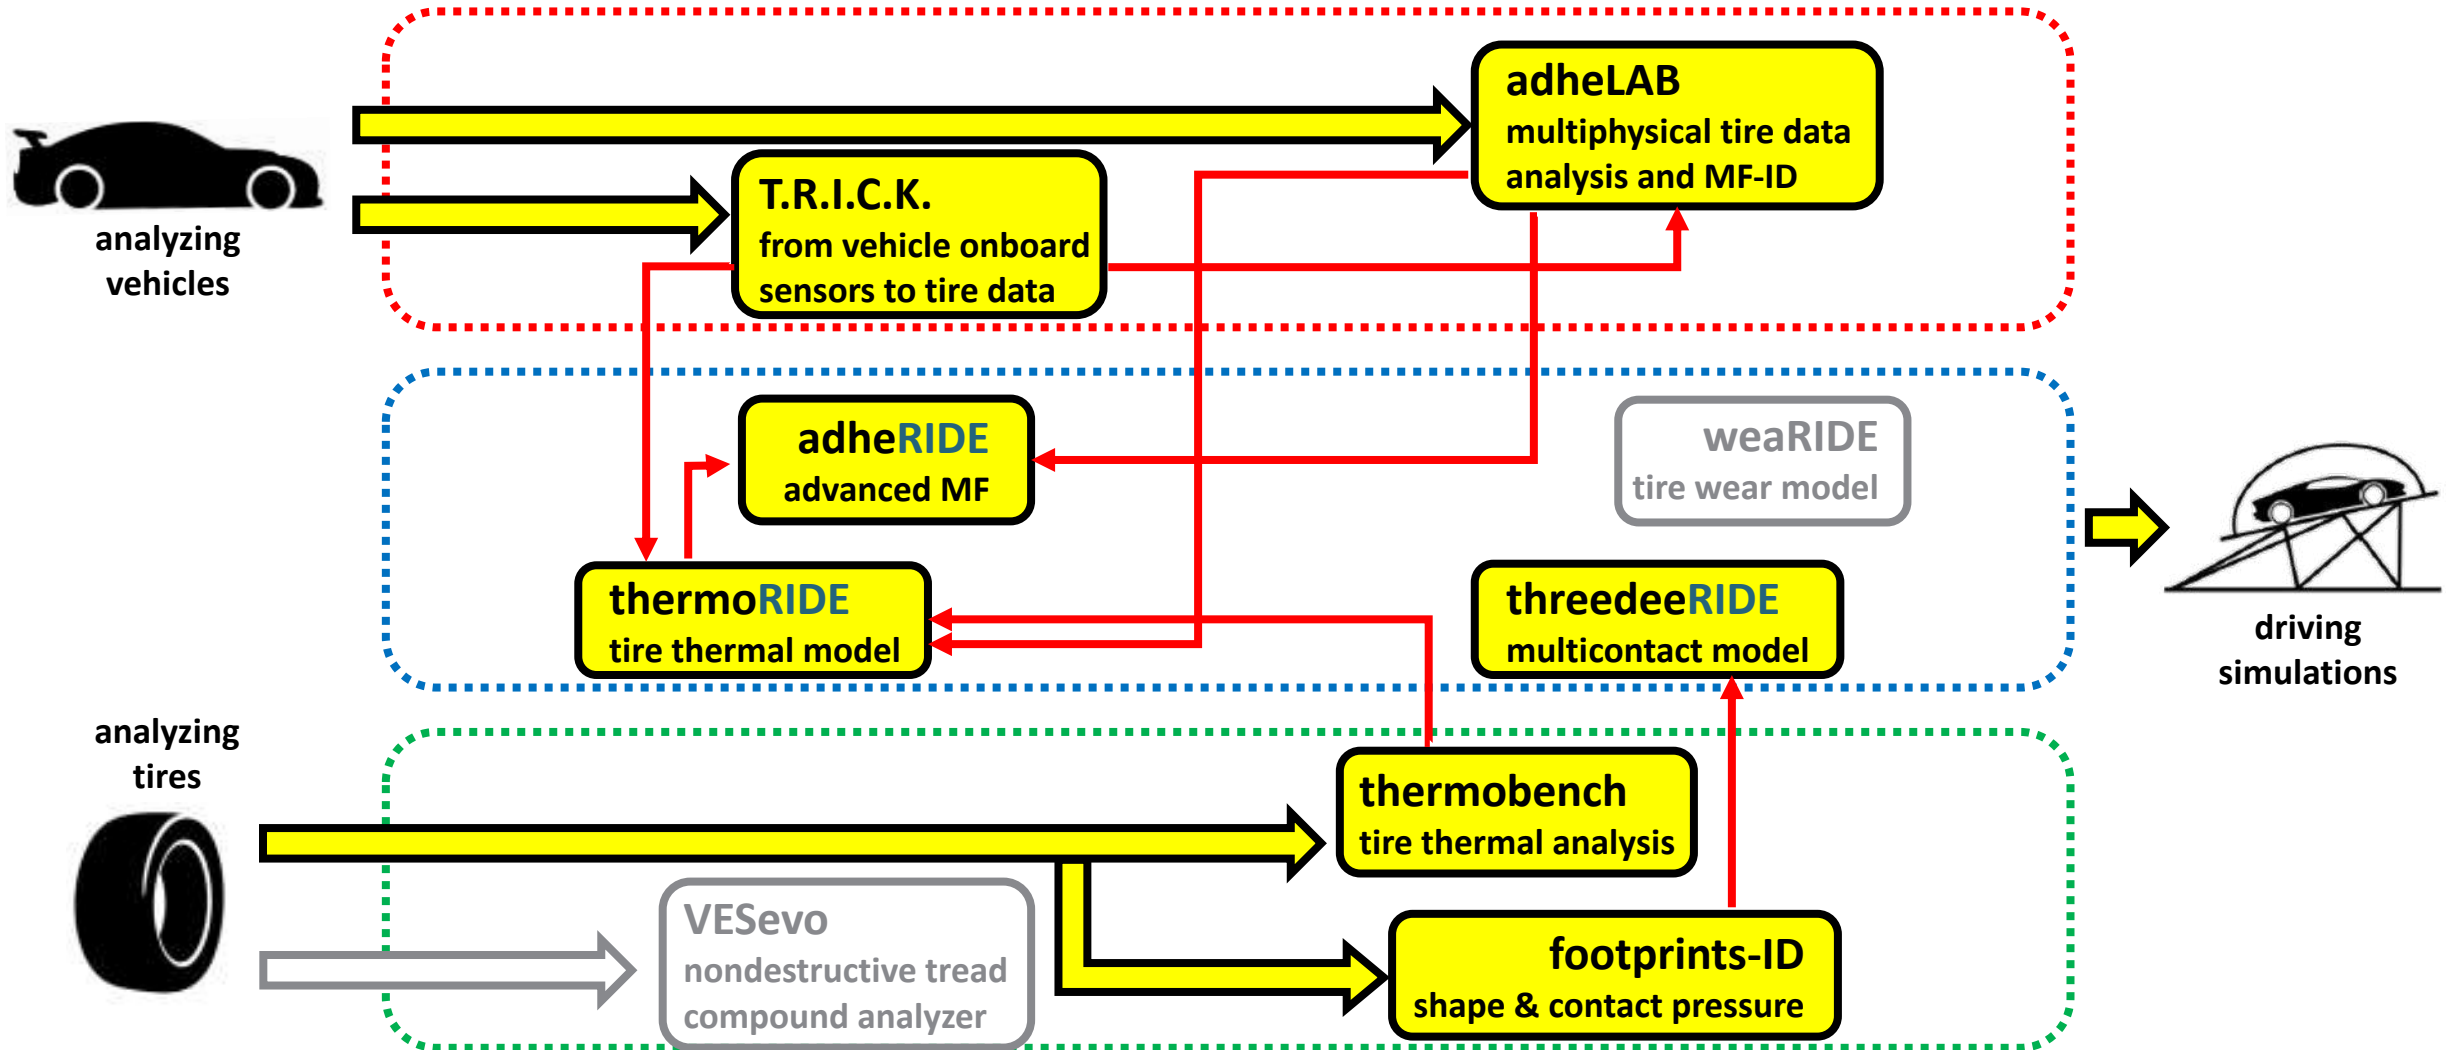 adheLAB
multiphysical tire data
analysis and MF-ID
T.R.I.C.K.
from vehicle onboard
sensors to tire data
analyzing
vehicles
adheRIDE
advanced MF
weaRIDE
tire wear model
thermoRIDE
tire thermal model
threedeeRIDE
multicontact model
driving
simulations
analyzing
tires
thermobench
tire thermal analysis
VESevo
nondestructive tread
compound analyzer
footprints-ID
shape & contact pressure